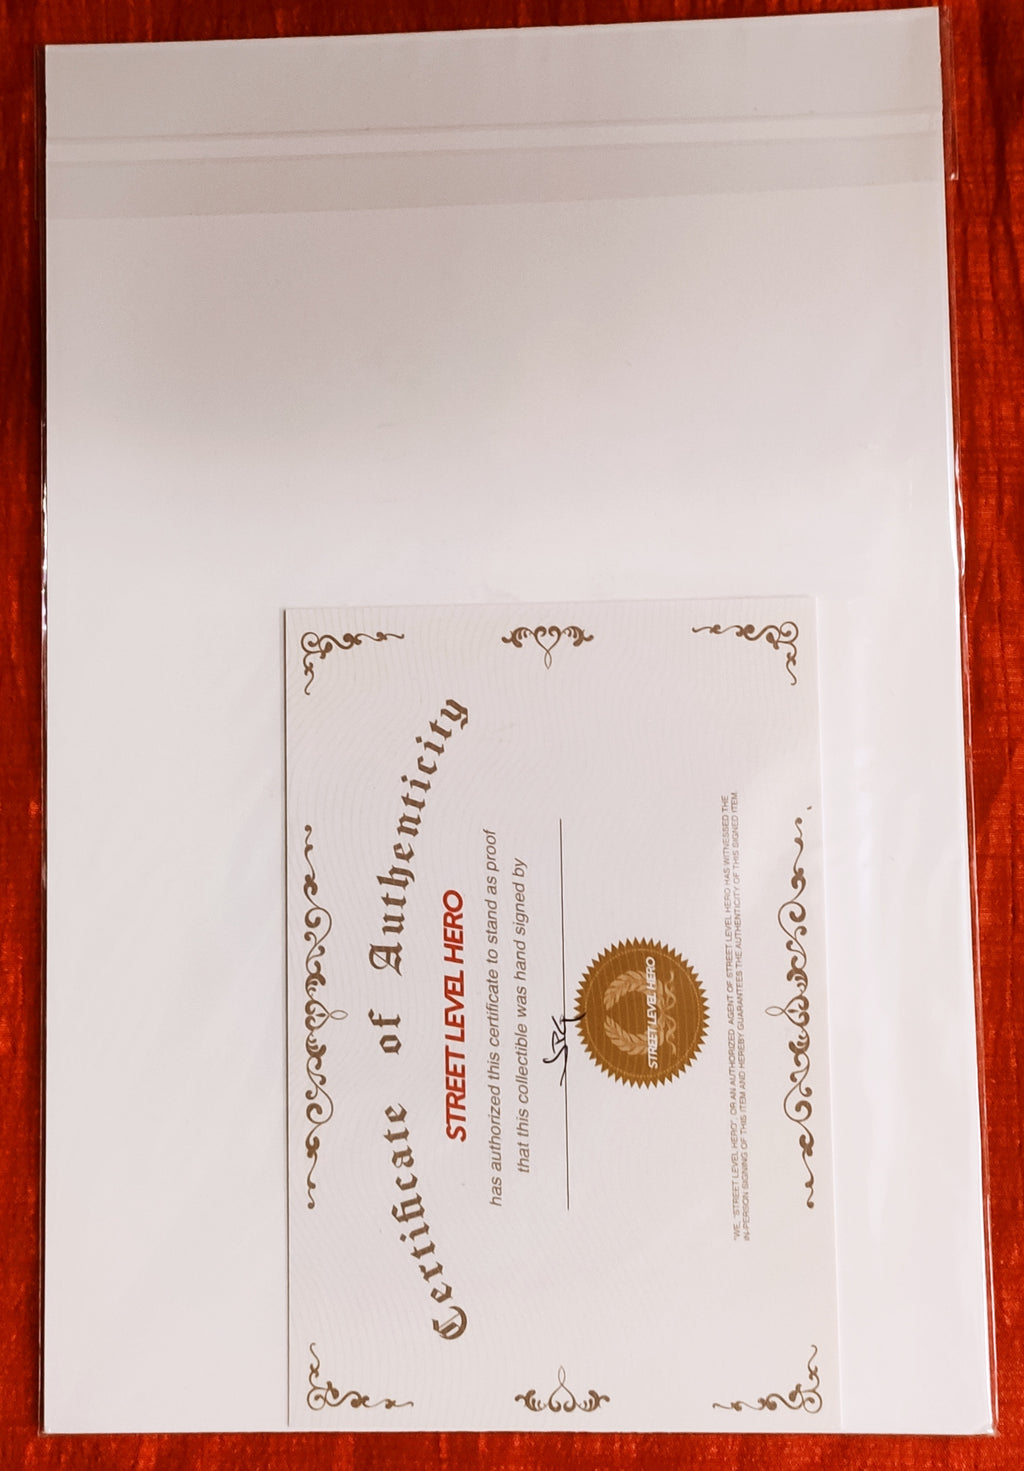 Certificate of Authenticity
STREET LEVEL HERO
has authorized this certificate to stand as proof
that this collectible was hand signed by
STREET LEVEL HERO
"WE, "STREET LEVEL HERO", OR AN AUTHORIZED AGENT OF STREET LEVEL HERO HAS WITNESSED THE
IN-PERSON SIGNING OF THIS ITEM AND HEREBY GUARANTEES THE AUTHENTICITY OF THIS SIGNED ITEM.